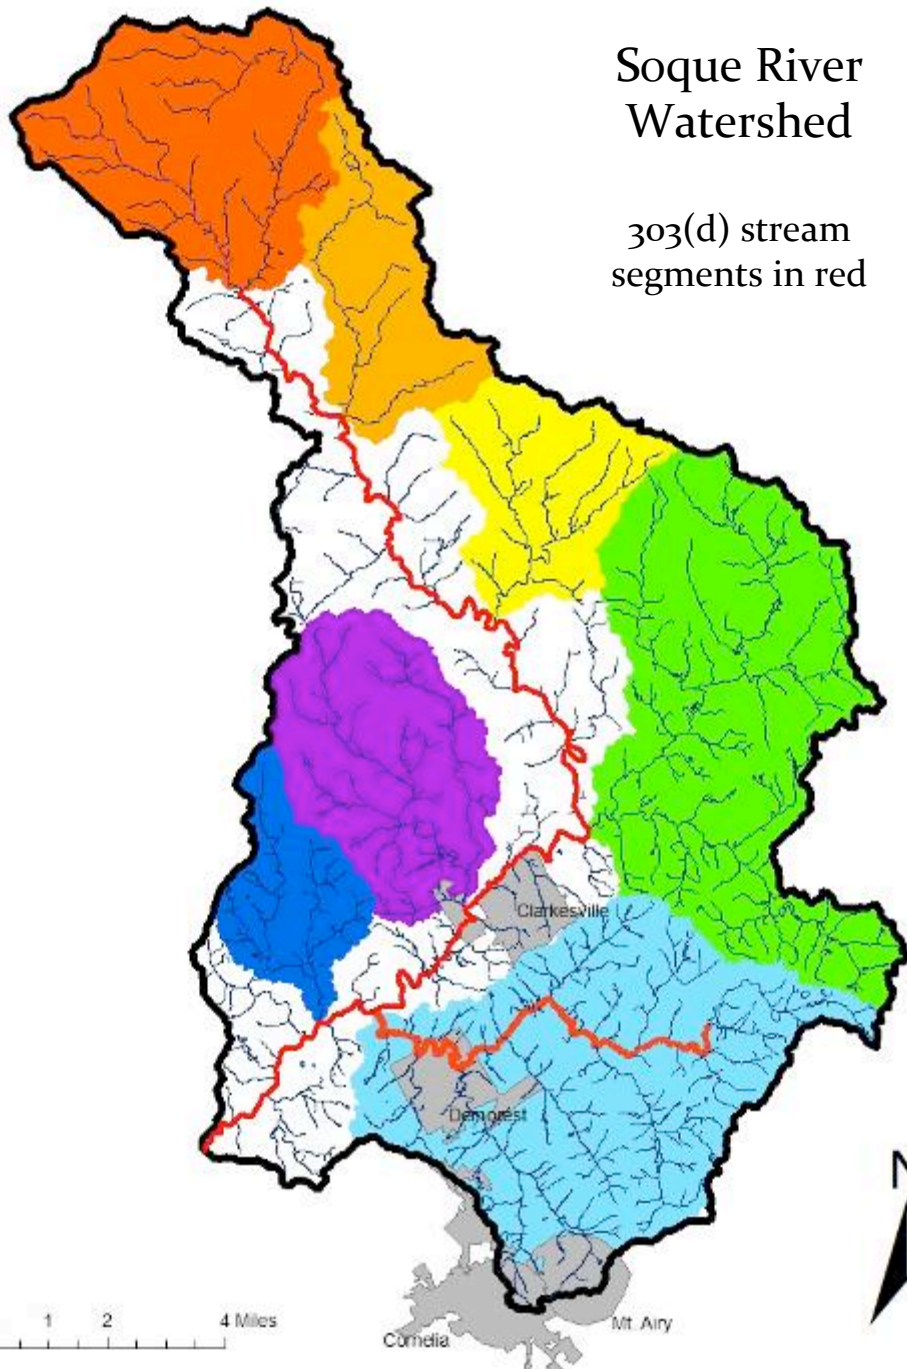 Soque River
Watershed
303(d) stream
segments in red
Clarkesville
Demorest
N
1 2 4 Miles
Mt. Airy
Cornelia